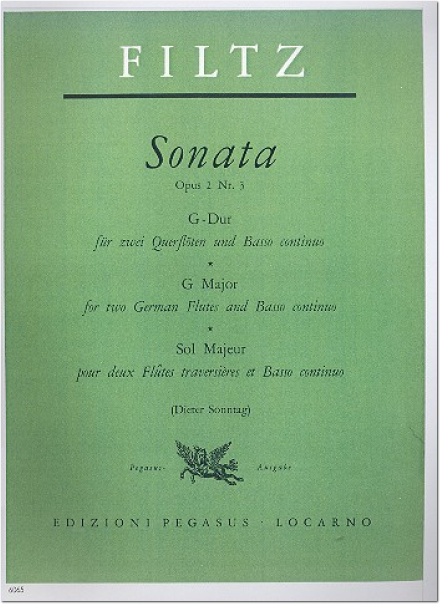 FILTZ
Sonata
Opus 2 Nr. 3
G-Dur
für zwei Querflöten und Basso continuo
*
G Major
for two German Flutes and Basso continuo
*
Sol Majeur
pour deux Flûtes traversières et Basso continuo
(Dieter Sonntag)
Pegasus- Ausgabe
EDIZIONI PEGASUS · LOCARNO
6065